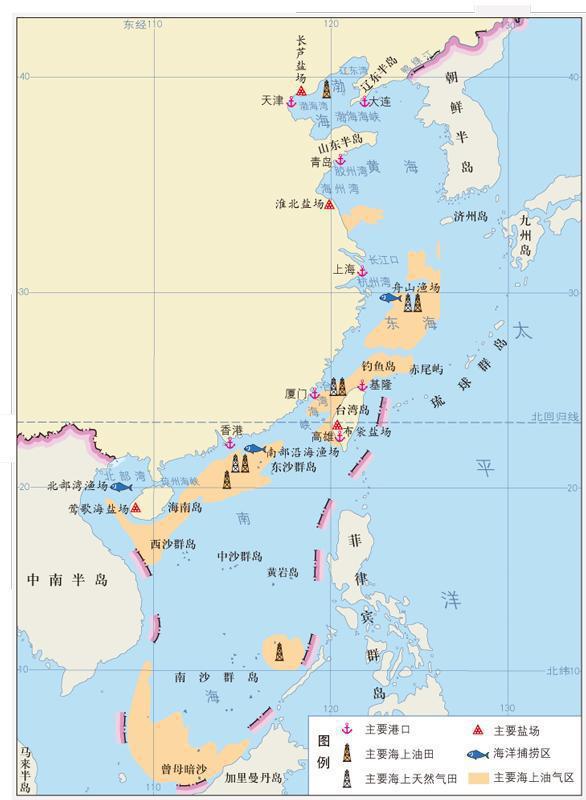 东经110
120
130
长芦盐场
40
40
辽东湾
渤海
辽东半岛
鸭绿江
朝鲜半岛
天津
渤海湾
大连
渤海海峡
山东半岛
青岛
胶州湾
黄海
海州湾
淮北盐场
济州岛
九州岛
上海
长江口
杭州湾
30
30
舟山渔场
东海
太平洋
琉球群岛
钓鱼岛
赤尾屿
厦门
基隆
台湾岛
台湾海峡
北回归线
高雄
布袋盐场
香港
南部沿海渔场
东沙群岛
北部湾
北部湾渔场
琼州海峡
20
20
莺歌海盐场
海南岛
南海
西沙群岛
中沙群岛
黄岩岛
中南半岛
菲律宾群岛
10
北纬10
南沙群岛
120
130
曾母暗沙
110
马来半岛
加里曼丹岛
图例
主要港口
主要盐场
主要海上油田
海洋捕捞区
主要海上天然气田
主要海上油气区